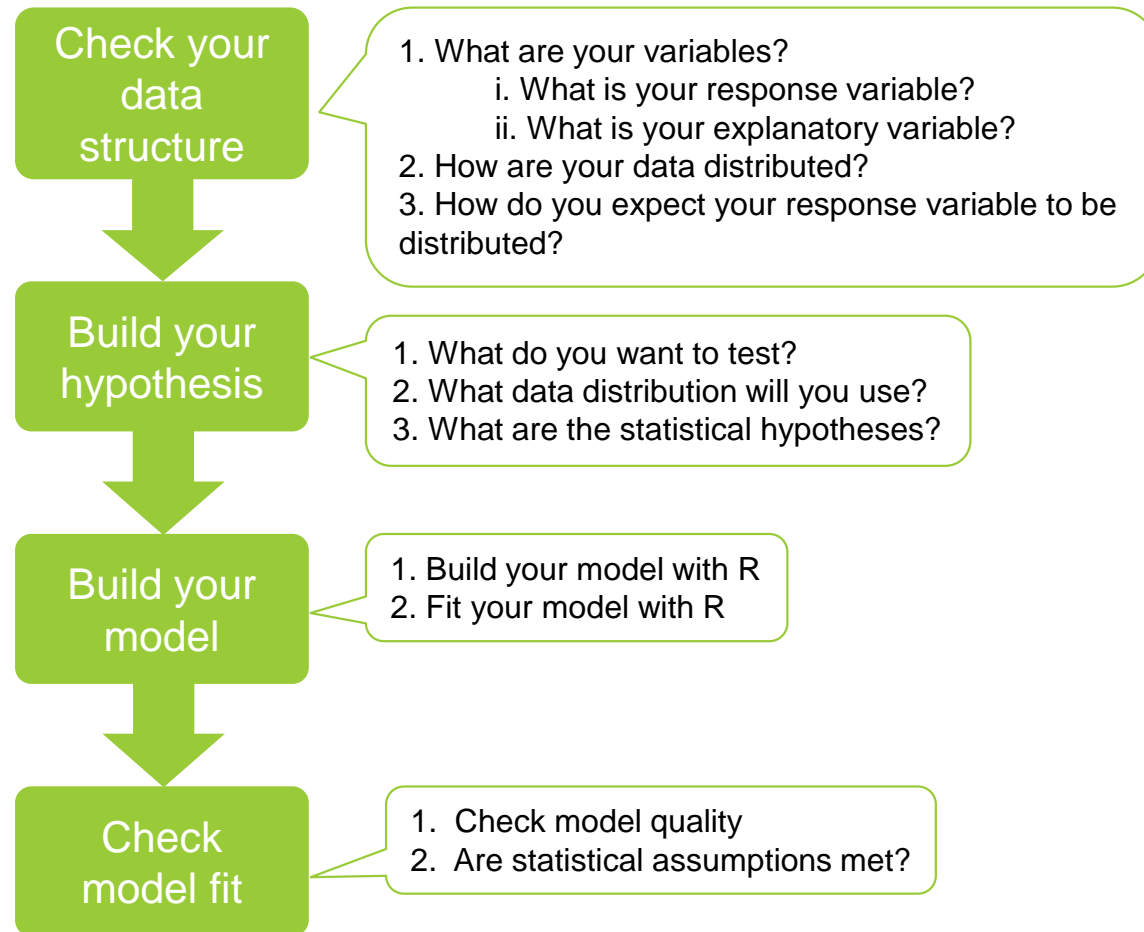 Check your
data
structure
1. What are your variables?
i. What is your response variable?
ii. What is your explanatory variable?
2. How are your data distributed?
3. How do you expect your response variable to be
distributed?
Build your
hypothesis
1. What do you want to test?
2. What data distribution will you use?
3. What are the statistical hypotheses?
Build your
model
1. Build your model with R
2. Fit your model with R
Check
model fit
1. Check model quality
2. Are statistical assumptions met?